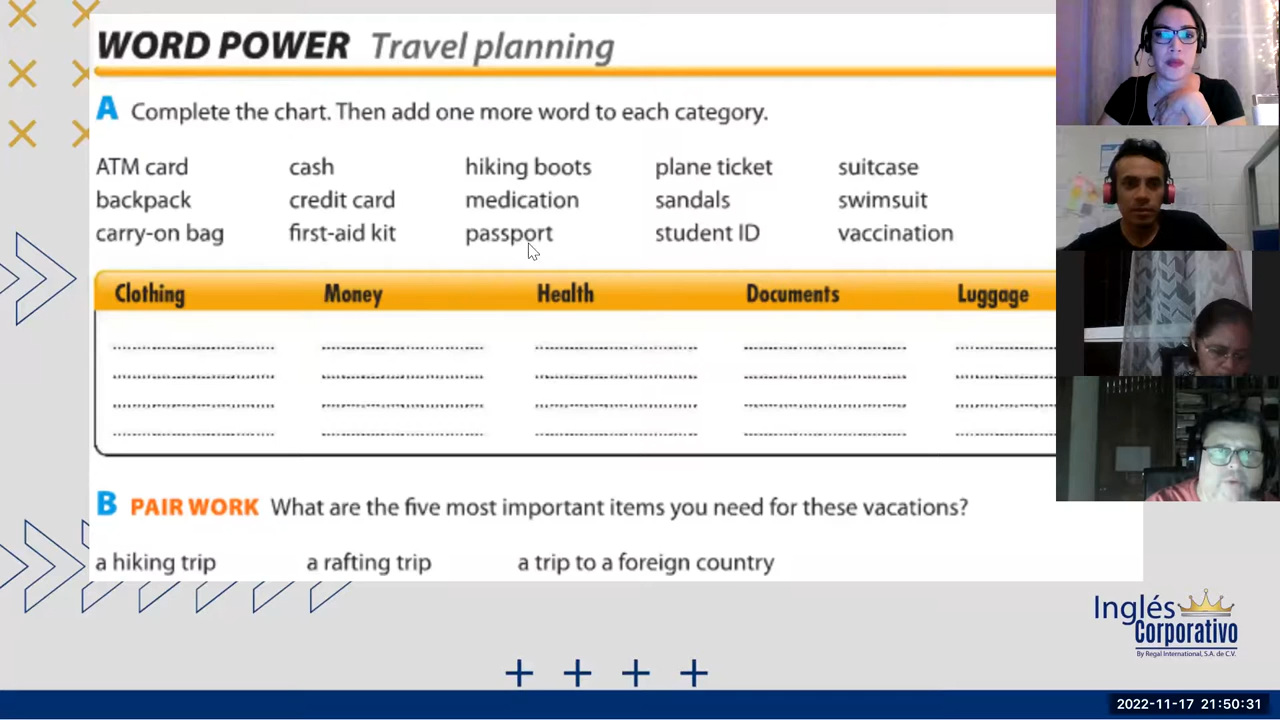 WORD POWER Travel planning
A Complete the chart. Then add one more word to each category.
ATM card cash hiking boots plane ticket suitcase
backpack credit card medication sandals swimsuit
carry-on bag first-aid kit passport student ID vaccination
Clothing Money Health Documents Luggage
B PAIR WORK What are the five most important items you need for these vacations?
a hiking trip a rafting trip a trip to a foreign country
Inglés
Corporativo
By Regal International, S.A. de C.V.
2022-11-17 21:50:31